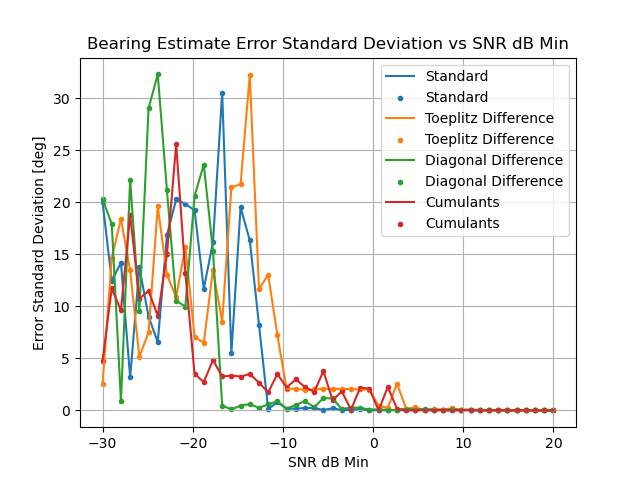 Bearing Estimate Error Standard Deviation vs SNR dB Min
Standard
Standard
Toeplitz Difference
Toeplitz Difference
Diagonal Difference
Diagonal Difference
Cumulants
Cumulants
Error Standard Deviation [deg]
30
25
20
15
10
5
0
−30
−20
−10
0
10
20
SNR dB Min